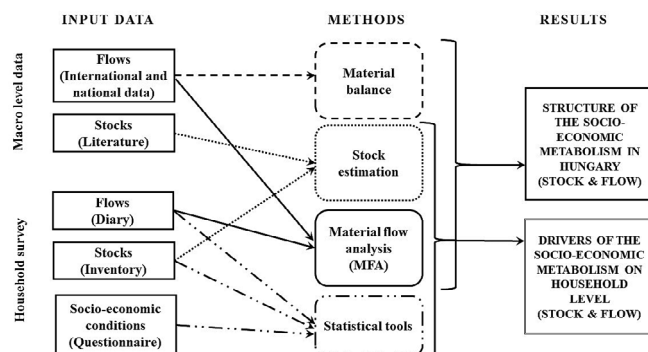 INPUT DATA
METHODS
RESULTS
Macro level data
Flows
(International and
national data)
Stocks
(Literature)
Household survey
Flows
(Diary)
Stocks
(Inventory)
Socio-economic
conditions
(Questionnaire)
Material
balance
Stock
estimation
Material flow
analysis
(MFA)
Statistical tools
STRUCTURE OF
THE SOCIO-
ECONOMIC
METABOLISM IN
HUNGARY
(STOCK & FLOW)
DRIVERS OF THE
SOCIO-ECONOMIC
METABOLISM ON
HOUSEHOLD
LEVEL
(STOCK & FLOW)